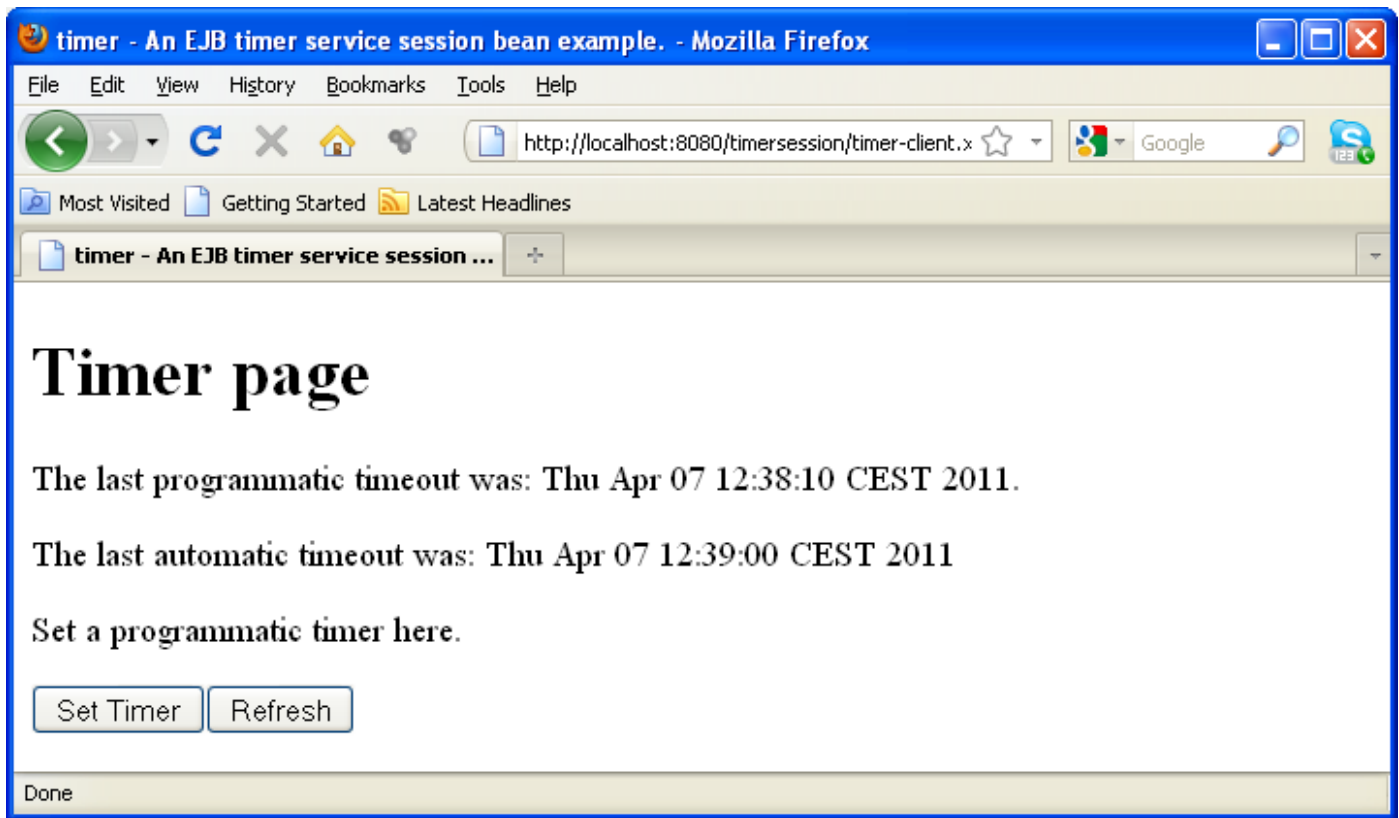 timer - An EJB timer service session bean example. - Mozilla Firefox
File Edit View History Bookmarks Tools Help
http://localhost:8080/timersession/timer-client.x Google
Most Visited Getting Started Latest Headlines
timer - An EJB timer service session ...
Timer page
The last programmatic timeout was: Thu Apr 07 12:38:10 CEST 2011.
The last automatic timeout was: Thu Apr 07 12:39:00 CEST 2011
Set a programmatic timer here.
Set Timer Refresh
Done